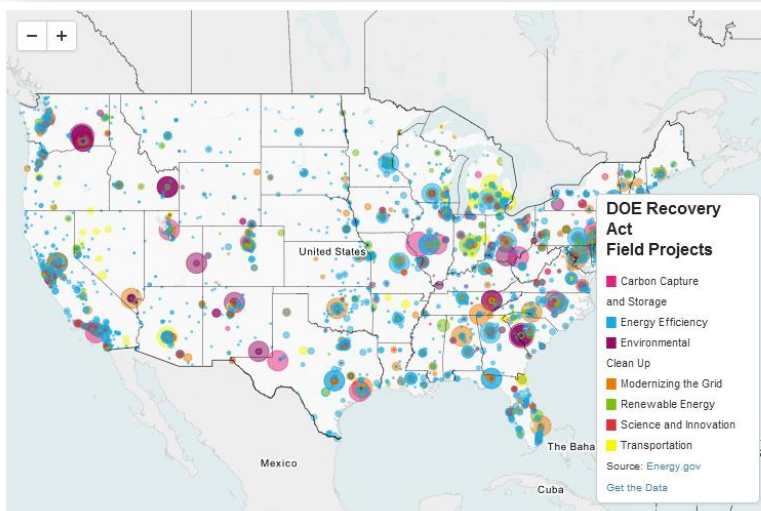 − +
United States
Mexico
The Baha
Cuba
DOE Recovery
Act
Field Projects
Carbon Capture
and Storage
Energy Efficiency
Environmental
Clean Up
Modernizing the Grid
Renewable Energy
Science and Innovation
Transportation
Source: Energy.gov
Get the Data